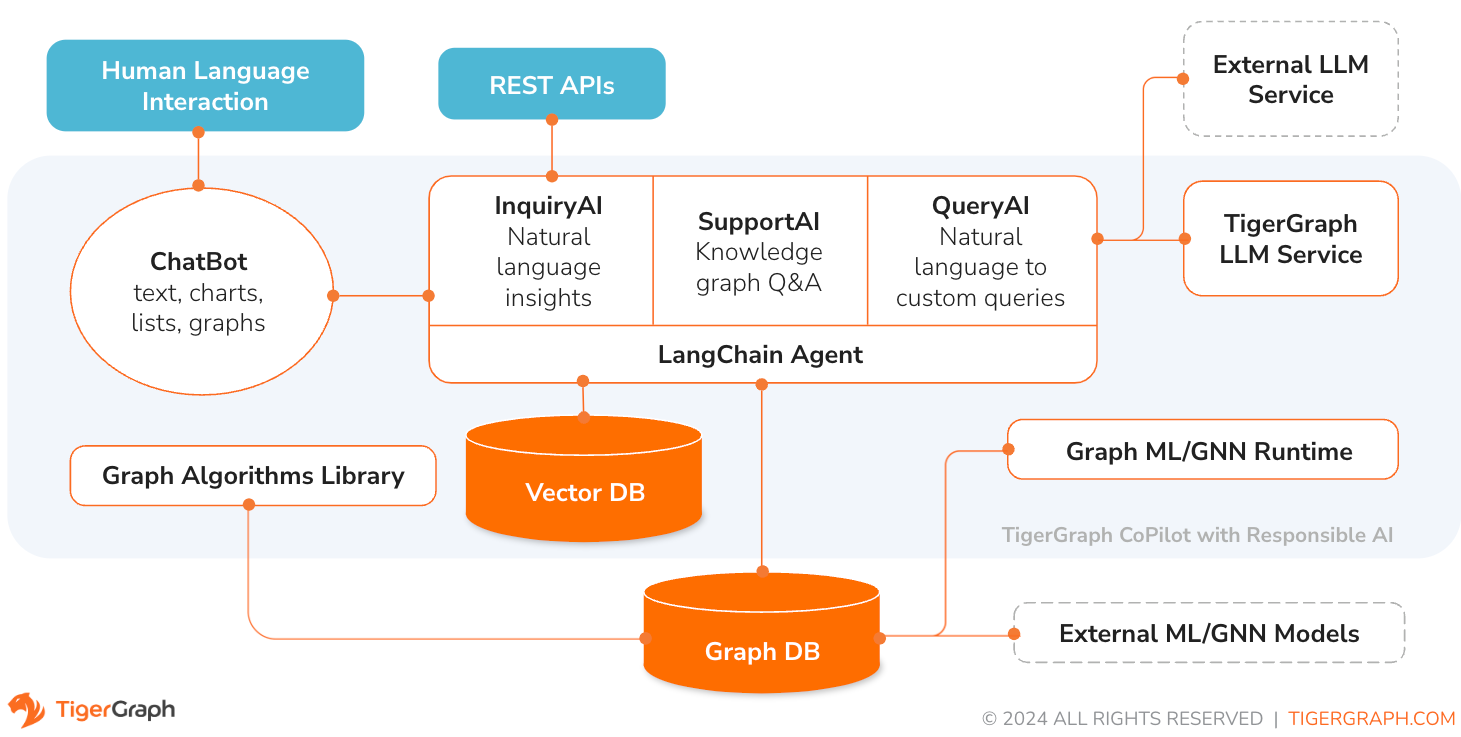 Human Language
Interaction
REST APIs
External LLM
Service
ChatBot
text, charts,
lists, graphs
InquiryAI
Natural
language
insights
SupportAI
Knowledge
graph Q&A
QueryAI
Natural
language to
custom queries
LangChain Agent
TigerGraph
LLM Service
Graph Algorithms Library
Vector DB
Graph ML/GNN Runtime
TigerGraph CoPilot with Responsible AI
Graph DB
External ML/GNN Models
TigerGraph
© 2024 ALL RIGHTS RESERVED | TIGERGRAPH.COM